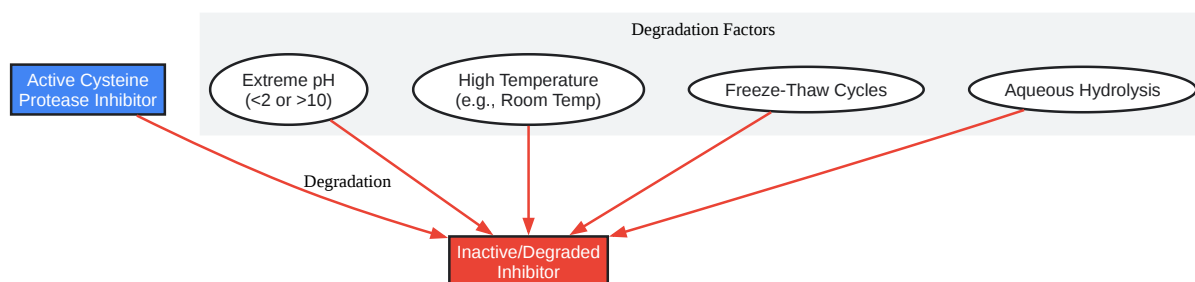 Degradation Factors
Active Cysteine
Protease Inhibitor
Extreme pH
(<2 or >10)
High Temperature
(e.g., Room Temp)
Freeze-Thaw Cycles
Aqueous Hydrolysis
Degradation
Inactive/Degraded
Inhibitor